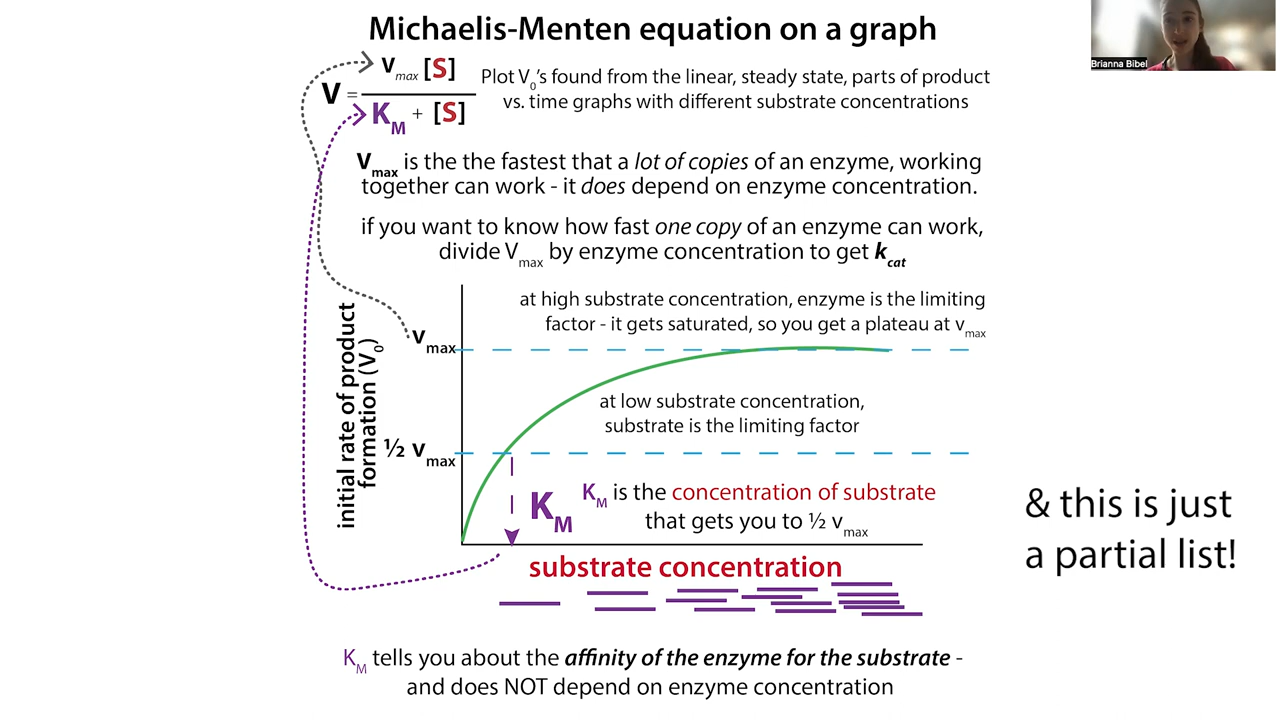 Michaelis-Menten equation on a graph
Brianna Bibel
V = Vmax [S] / KM + [S]
Plot V0's found from the linear, steady state, parts of product
vs. time graphs with different substrate concentrations
Vmax is the the fastest that a lot of copies of an enzyme, working
together can work - it does depend on enzyme concentration.
if you want to know how fast one copy of an enzyme can work,
divide Vmax by enzyme concentration to get kcat
at high substrate concentration, enzyme is the limiting
factor - it gets saturated, so you get a plateau at vmax
vmax
initial rate of product
formation (V0)
at low substrate concentration,
substrate is the limiting factor
½ vmax
KM
KM is the concentration of substrate
that gets you to ½ vmax
substrate concentration
& this is just
a partial list!
KM tells you about the affinity of the enzyme for the substrate -
and does NOT depend on enzyme concentration